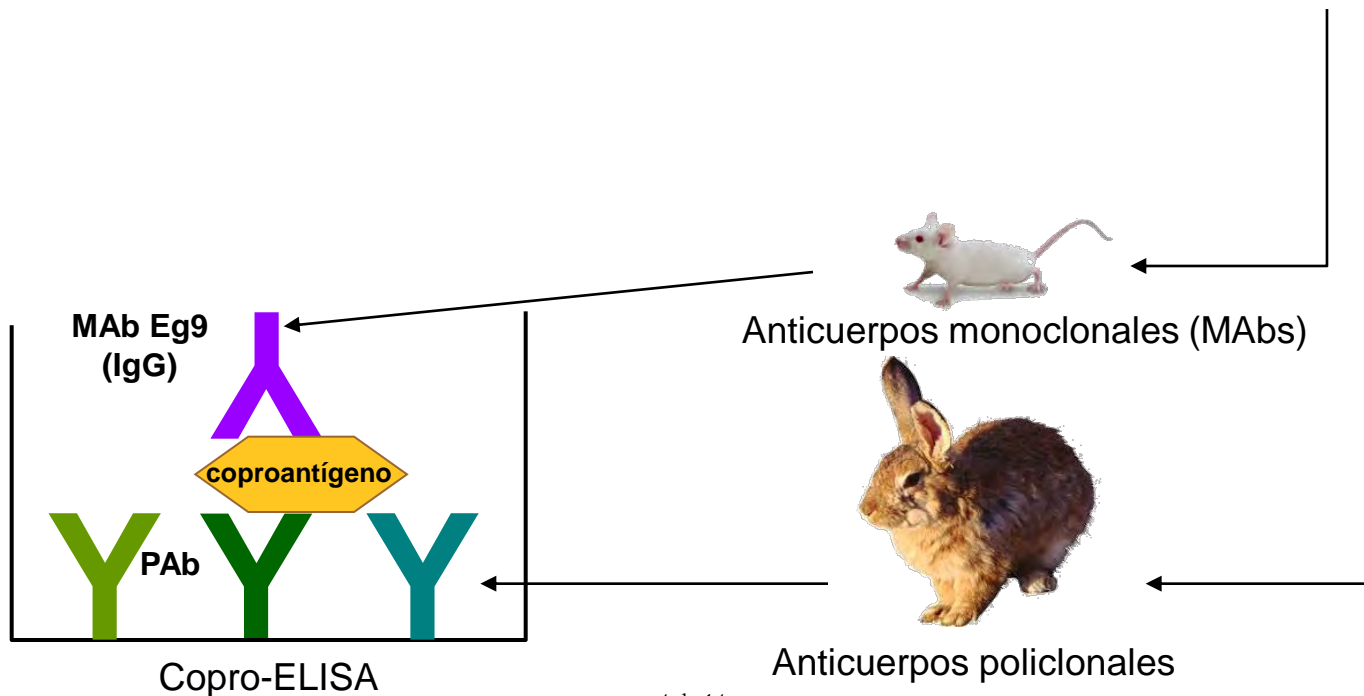 Anticuerpos monoclonales (MAbs)
MAb Eg9
(IgG)
coproantígeno
PAb
Copro-ELISA
Anticuerpos policlonales